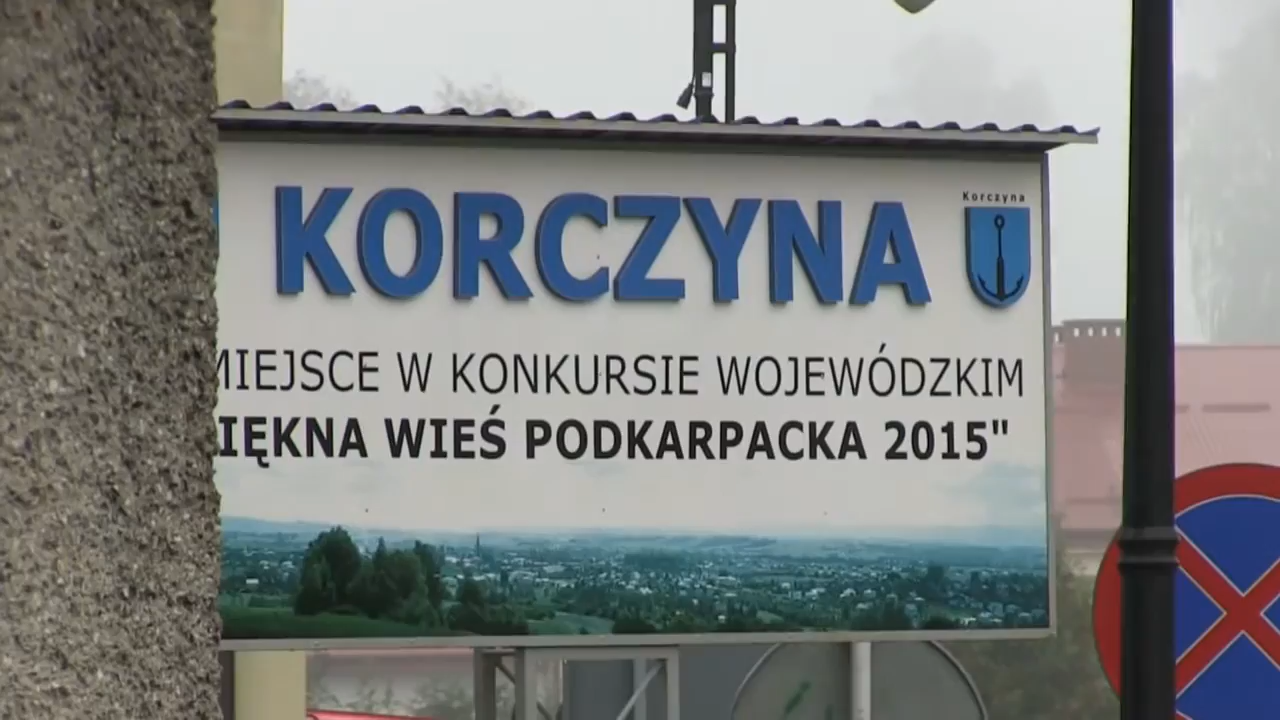 KORCZYNA
Korczyna
MIEJSCE W KONKURSIE WOJEWÓDZKIM
IĘKNA WIEŚ PODKARPACKA 2015"